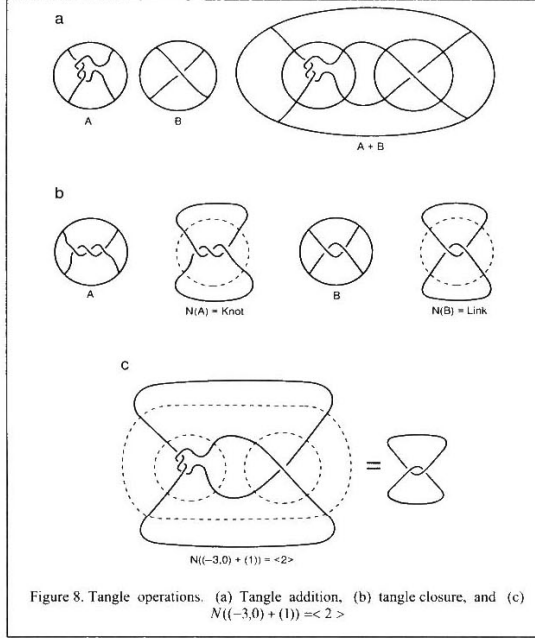 a
A
B
A + B
b
A
N(A) = Knot
B
N(B) = Link
c
=
N((−3,0) + (1)) = <2>
Figure 8. Tangle operations. (a) Tangle addition, (b) tangle closure, and (c)
N((−3,0) + (1)) =< 2 >